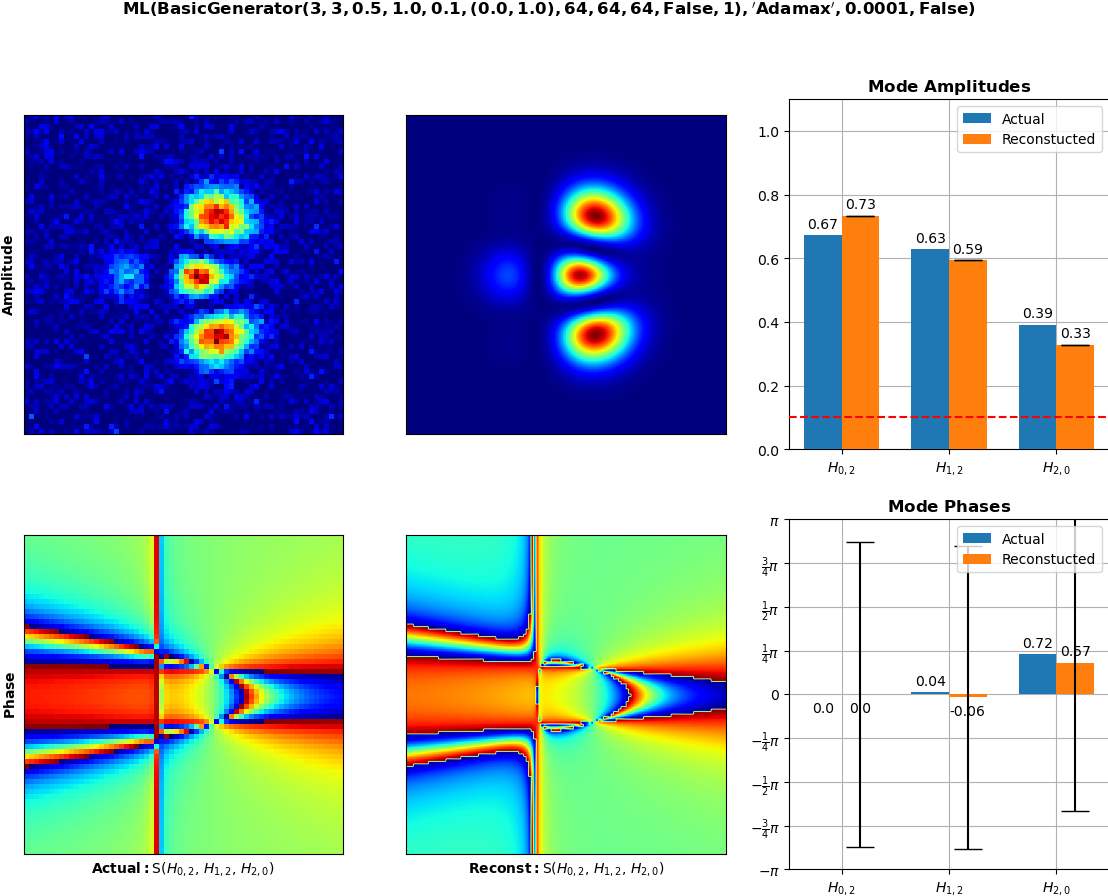 ML(BasicGenerator(3, 3, 0.5, 1.0, 0.1, (0.0, 1.0), 64, 64, 64, False, 1), ′Adamax′, 0.0001, False)
Amplitude
Mode Amplitudes
Actual
Reconstucted
1.0
0.8
0.6
0.4
0.2
0.0
0.67
0.73
0.63
0.59
0.39
0.33
H0,2
H1,2
H2,0
Phase
Actual: S(H0,2, H1,2, H2,0)
Reconst: S(H0,2, H1,2, H2,0)
Mode Phases
Actual
Reconstucted
π
3/4π
1/2π
1/4π
0
−1/4π
−1/2π
−3/4π
−π
0.0
0.04
-0.06
0.72
H0,2
H1,2
H2,0